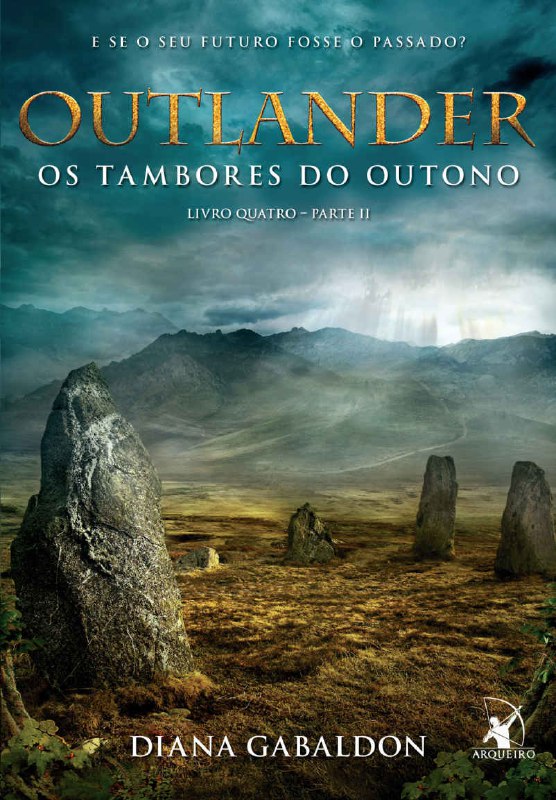 E SE O SEU FUTURO FOSSE O PASSADO?
OUTLANDER
OS TAMBORES DO OUTONO
LIVRO QUATRO – PARTE II
DIANA GABALDON
ARQUEIRO